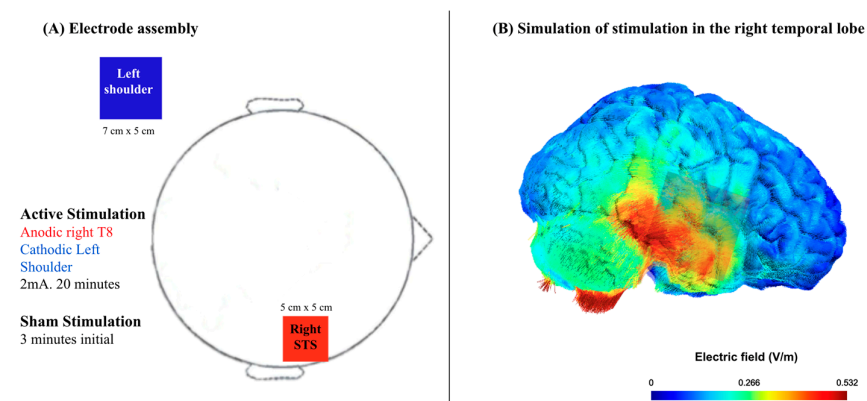 (A) Electrode assembly
Left
shoulder
7 cm x 5 cm
Active Stimulation
Anodic right T8
Cathodic Left
Shoulder
2mA. 20 minutes
Sham Stimulation
3 minutes initial
5 cm x 5 cm
Right
STS
(B) Simulation of stimulation in the right temporal lobe
Electric field (V/m)
0 0.266 0.532